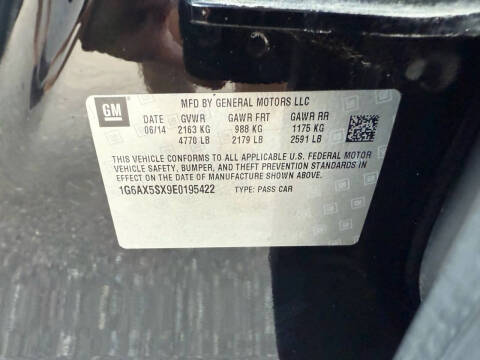 GM
MFD BY GENERAL MOTORS LLC
DATE GVWR GAWR FRT GAWR RR
06/14 2163 KG 988 KG 1175 KG
4770 LB 2179 LB 2591 LB
THIS VEHICLE CONFORMS TO ALL APPLICABLE U.S. FEDERAL MOTOR
VEHICLE SAFETY, BUMPER, AND THEFT PREVENTION STANDARDS
IN EFFECT ON THE DATE OF MANUFACTURE SHOWN ABOVE.
1G6AX5SX9E0195422 TYPE: PASS CAR